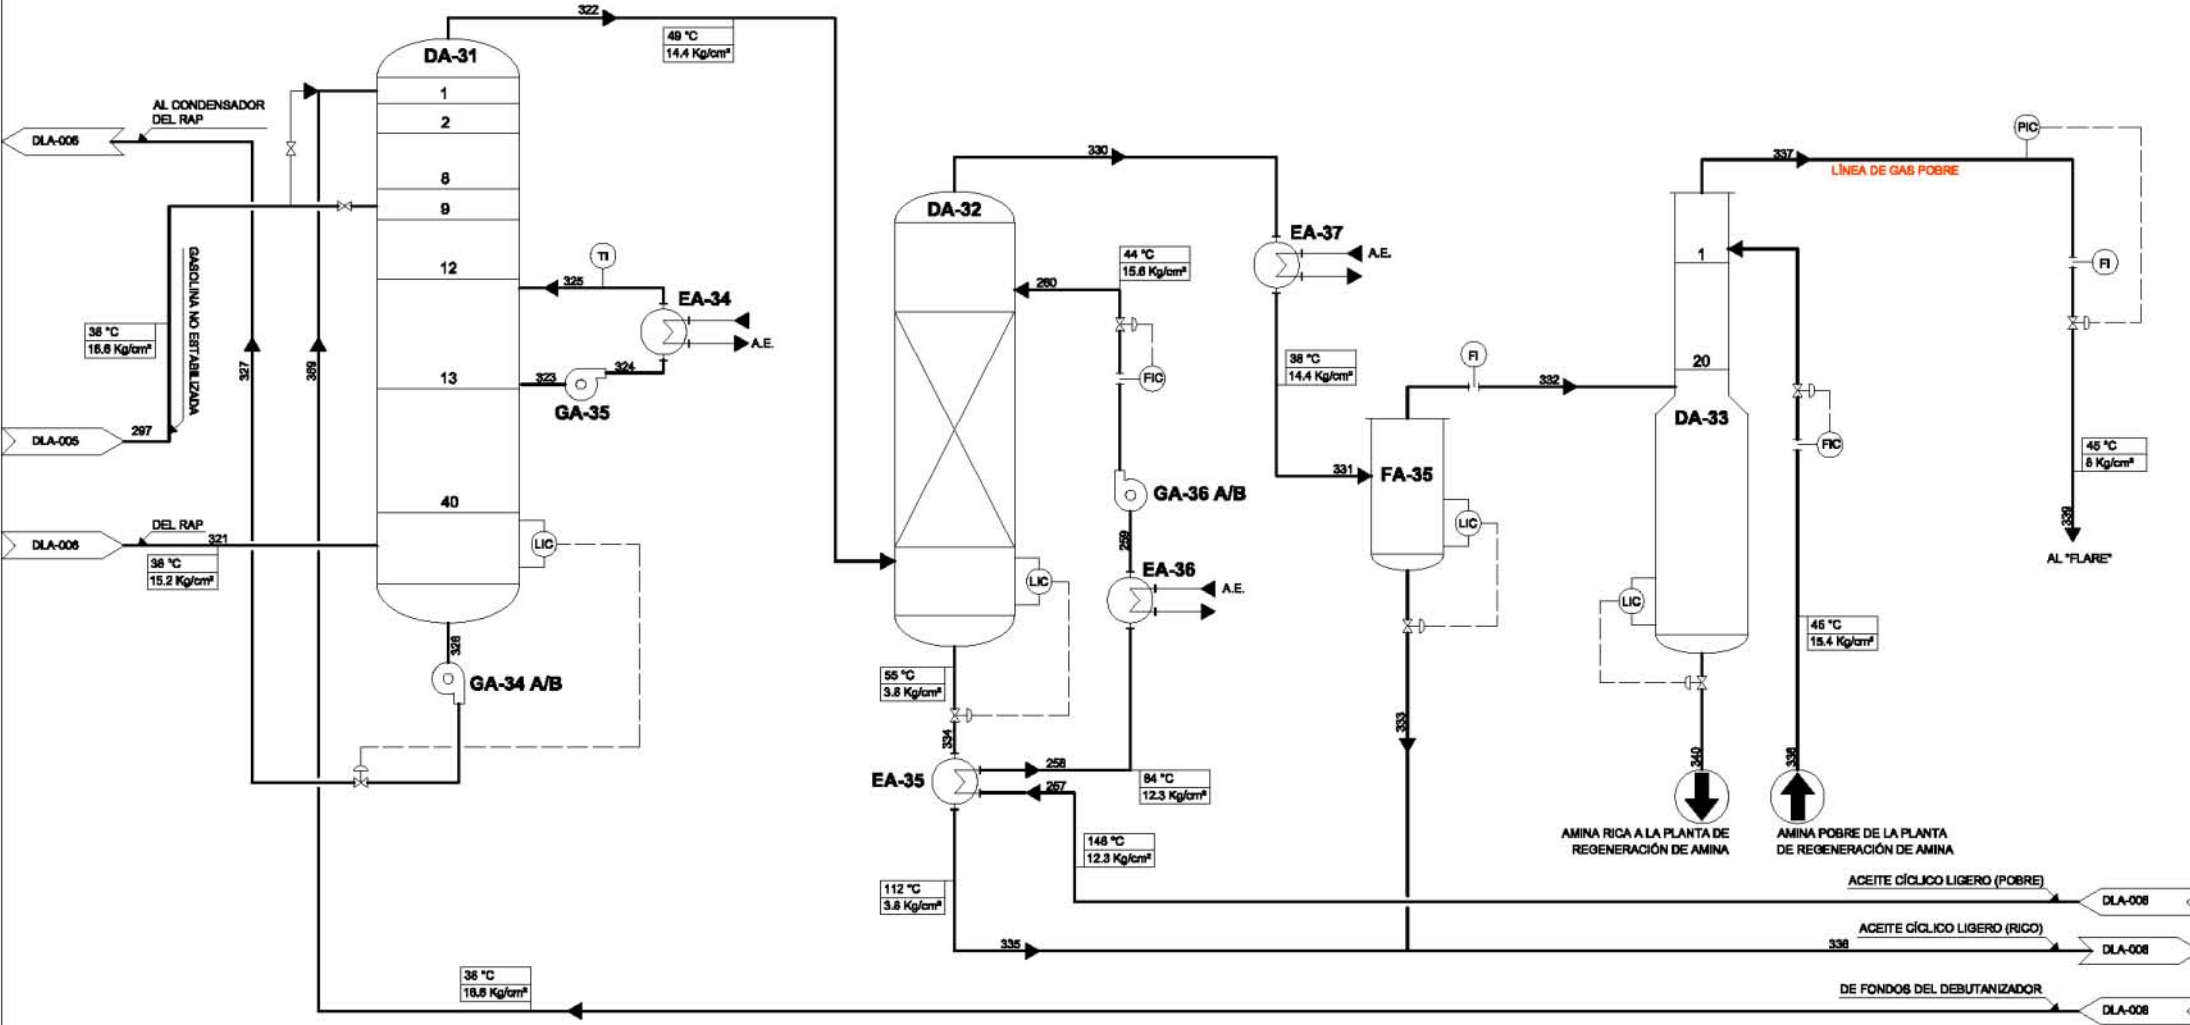 322
49 °C
14.4 Kg/cm²
DA-31
1
2
8
9
12
13
40
AL CONDENSADOR
DEL RAP
DLA-006
GASOLINA NO ESTABILIZADA
38 °C
16.6 Kg/cm²
327
389
DLA-005
297
DEL RAP
DLA-006
321
38 °C
15.2 Kg/cm²
TI
325
EA-34
A.E.
323
324
GA-35
LIC
326
GA-34 A/B
330
DA-32
44 °C
15.6 Kg/cm²
260
FIC
GA-36 A/B
259
EA-36
A.E.
LIC
55 °C
3.8 Kg/cm²
334
EA-35
258
257
84 °C
12.3 Kg/cm²
148 °C
12.3 Kg/cm²
112 °C
3.6 Kg/cm²
335
EA-37
A.E.
38 °C
14.4 Kg/cm²
331
FA-35
FI
332
LIC
333
337
LÍNEA DE GAS POBRE
PIC
FI
1
20
DA-33
FIC
LIC
45 °C
339
AL "FLARE"
15.4 Kg/cm²
340
338
AMINA RICA A LA PLANTA DE
REGENERACIÓN DE AMINA
AMINA POBRE DE LA PLANTA
DE REGENERACIÓN DE AMINA
ACEITE CÍCLICO LIGERO (POBRE)
DLA-008
ACEITE CÍCLICO LIGERO (RICO)
336
DLA-008
38 °C
16.6 Kg/cm²
DE FONDOS DEL DEBUTANIZADOR
DLA-008